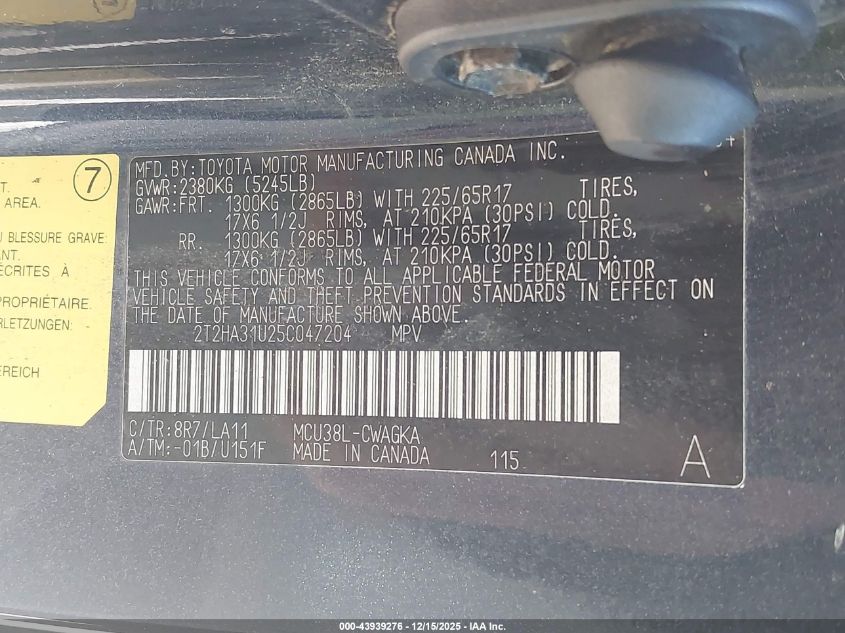 7
T.
AREA.
U BLESSURE GRAVE
ANT.
ÉCRITES À
PROPRIÉTAIRE.
RLETZUNGEN:
EREICH
MFD.BY:TOYOTA MOTOR MANUFACTURING CANADA INC.
GVWR:2380KG (5245LB)
GAWR:FRT. 1300KG (2865LB) WITH 225/65R17 TIRES,
17X6 1/2J RIMS, AT 210KPA (30PSI) COLD.
RR. 1300KG (2865LB) WITH 225/65R17 TIRES,
17X6 1/2J RIMS, AT 210KPA (30PSI) COLD.
THIS VEHICLE CONFORMS TO ALL APPLICABLE FEDERAL MOTOR
VEHICLE SAFETY AND THEFT PREVENTION STANDARDS IN EFFECT ON
THE DATE OF MANUFACTURE SHOWN ABOVE.
2T2HA31U25C047204 MPV
C/TR:8R7/LA11 MCU38L-CWAGKA
A/TM:-01B/U151F MADE IN CANADA 115 A
000-43939276 - 12/15/2025 - IAA Inc.